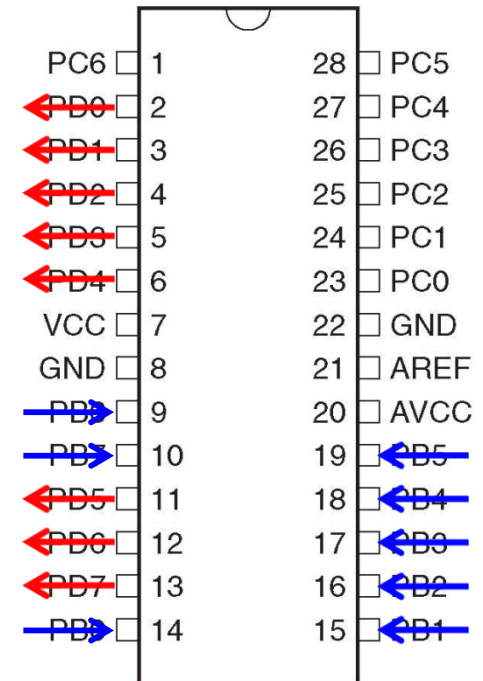 PC6 1 28 PC5
PD0 2 27 PC4
PD1 3 26 PC3
PD2 4 25 PC2
PD3 5 24 PC1
PD4 6 23 PC0
VCC 7 22 GND
GND 8 21 AREF
PB6 9 20 AVCC
PB7 10 19 PB5
PD5 11 18 PB4
PD6 12 17 PB3
PD7 13 16 PB2
PB0 14 15 PB1